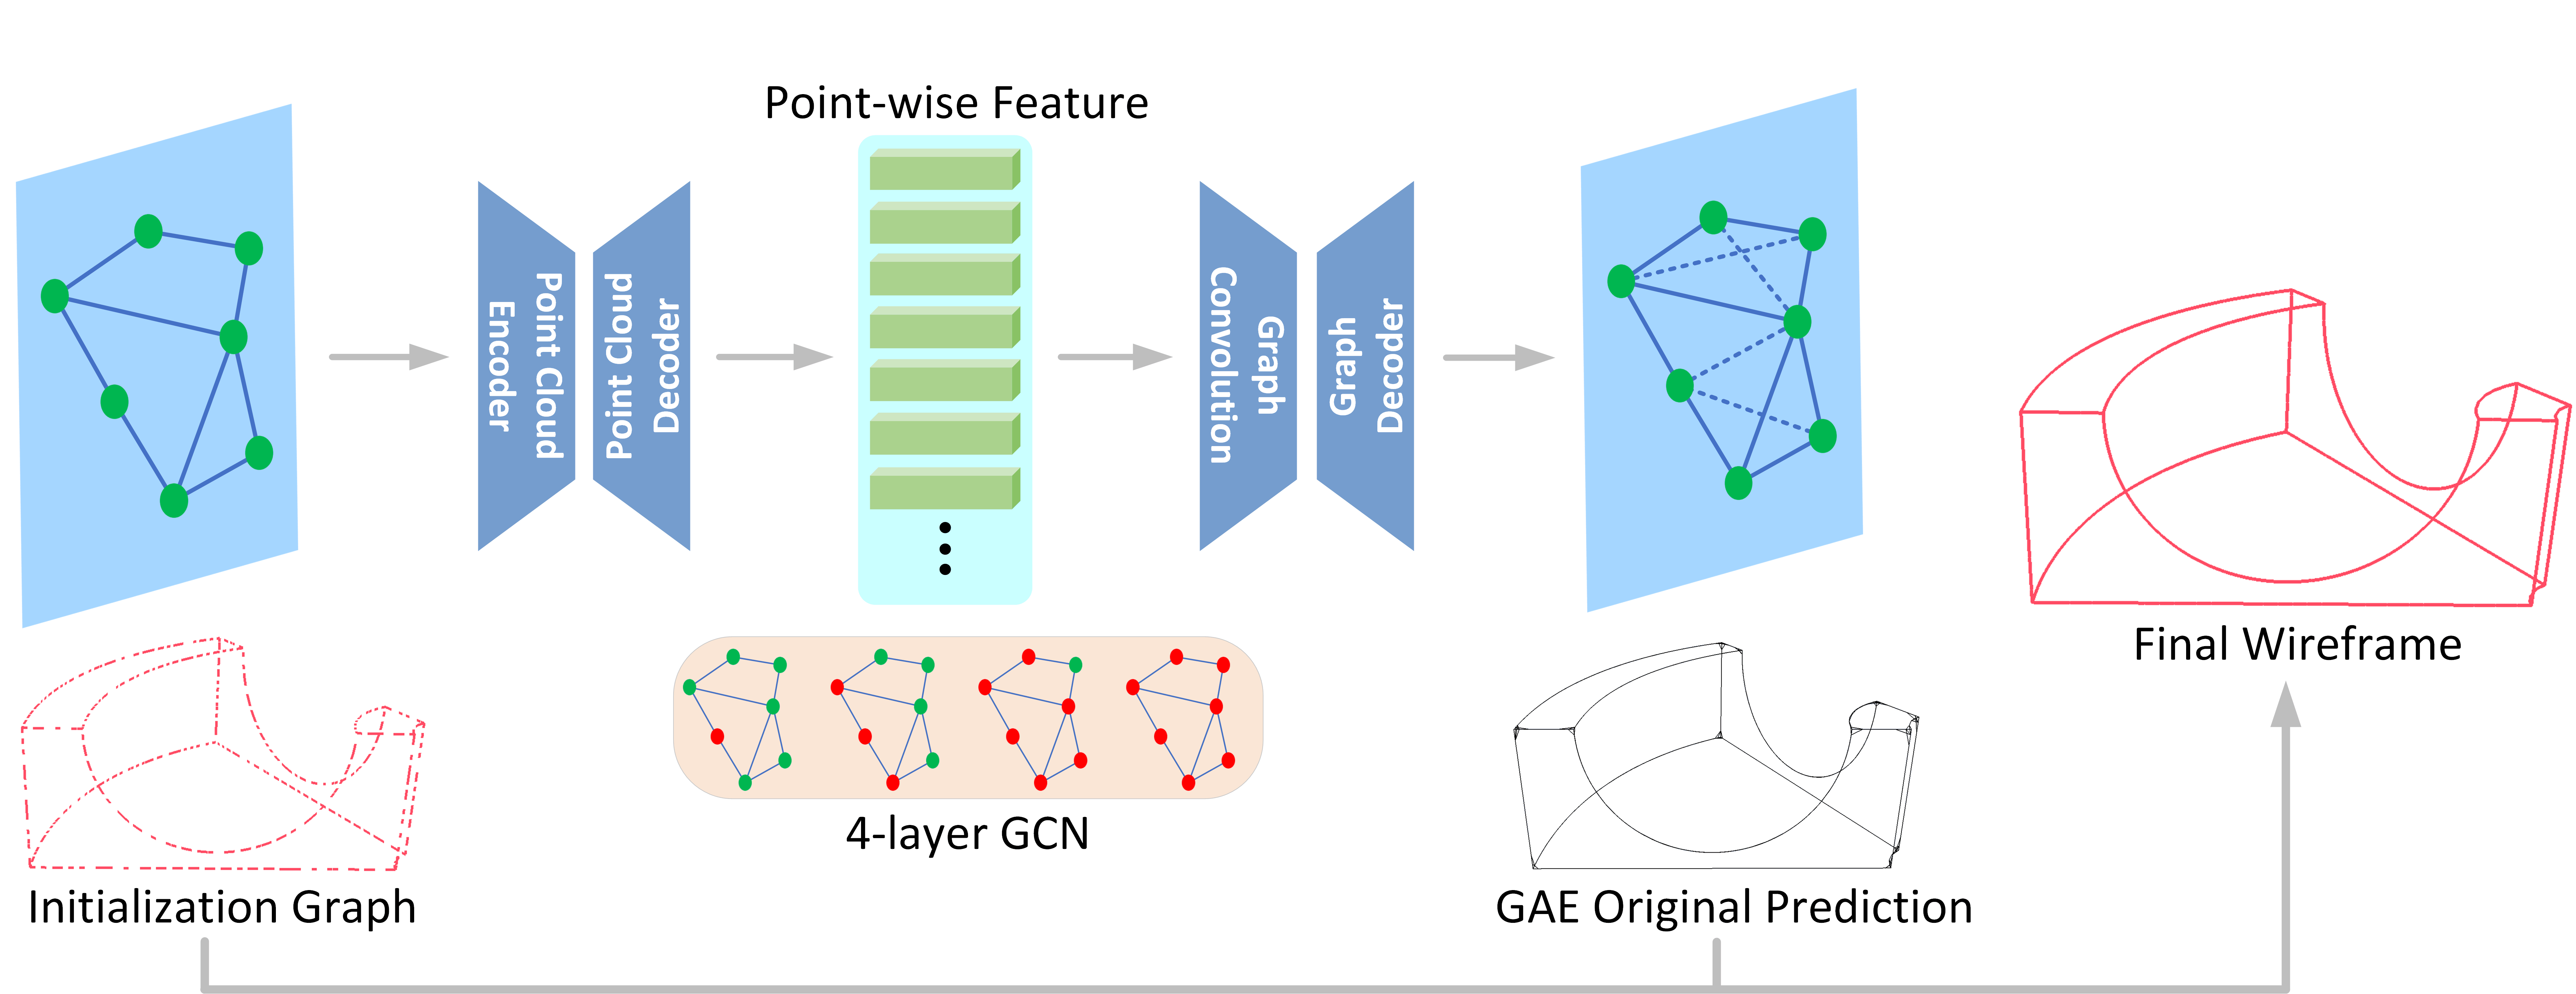 Point-wise Feature
Point Cloud
Encoder
Point Cloud
Decoder
Graph
Convolution
Graph
Decoder
Final Wireframe
4-layer GCN
Initialization Graph
GAE Original Prediction